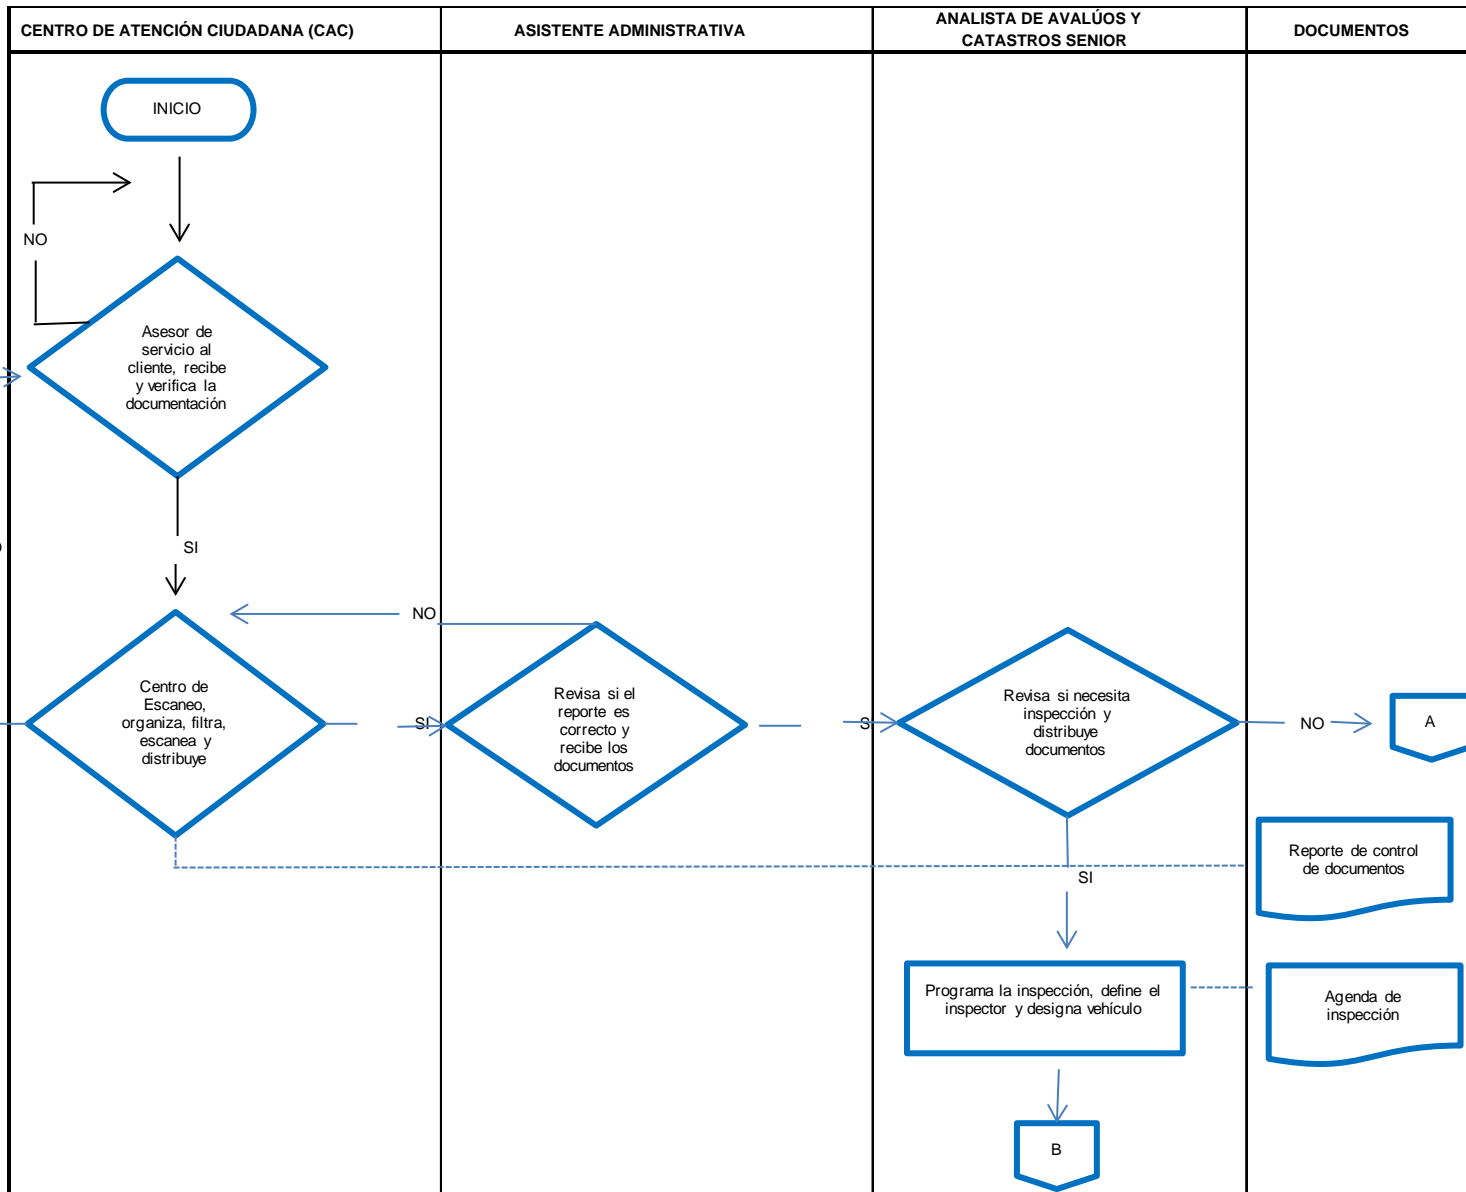 CENTRO DE ATENCIÓN CIUDADANA (CAC)
ASISTENTE ADMINISTRATIVA
ANALISTA DE AVALÚOS Y
CATASTROS SENIOR
DOCUMENTOS
INICIO
NO
Asesor de
servicio al
cliente, recibe
y verifica la
documentación
SI
NO
Centro de
Escaneo,
organiza, filtra,
escanea y
distribuye
SI
Revisa si el
reporte es
correcto y
recibe los
documentos
SI
Revisa si necesita
inspección y
distribuye
documentos
NO
A
Reporte de control
de documentos
SI
Programa la inspección, define el
inspector y designa vehículo
Agenda de
inspección
B